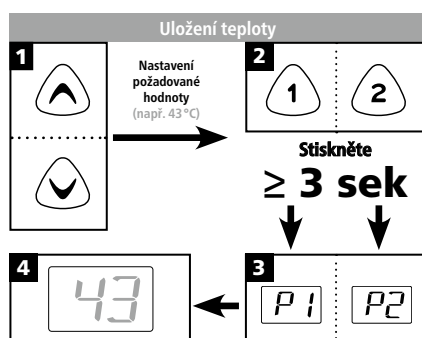 Uložení teploty
1
Nastavení
požadované
hodnoty
(např. 43 °C)
2
1 2
Stiskněte
≥ 3 sek
4
43
3
P1 P2